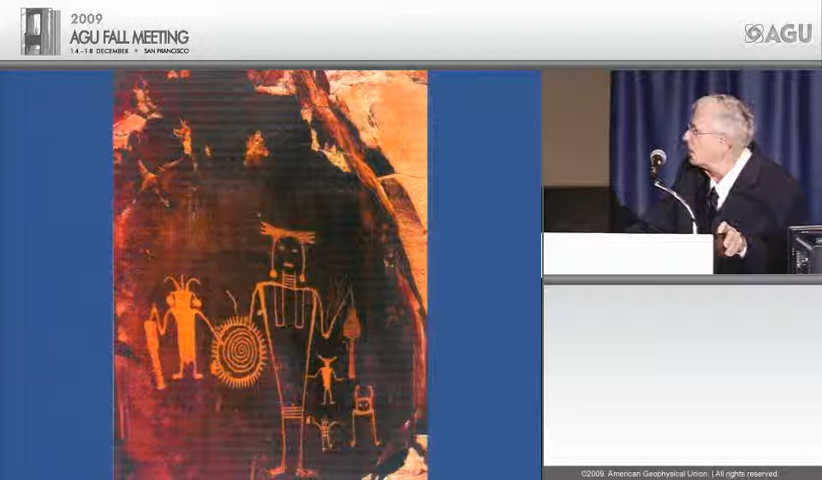 2009
AGU FALL MEETING
14–18 DECEMBER • SAN FRANCISCO
AGU
©2009. American Geophysical Union. | All rights reserved.